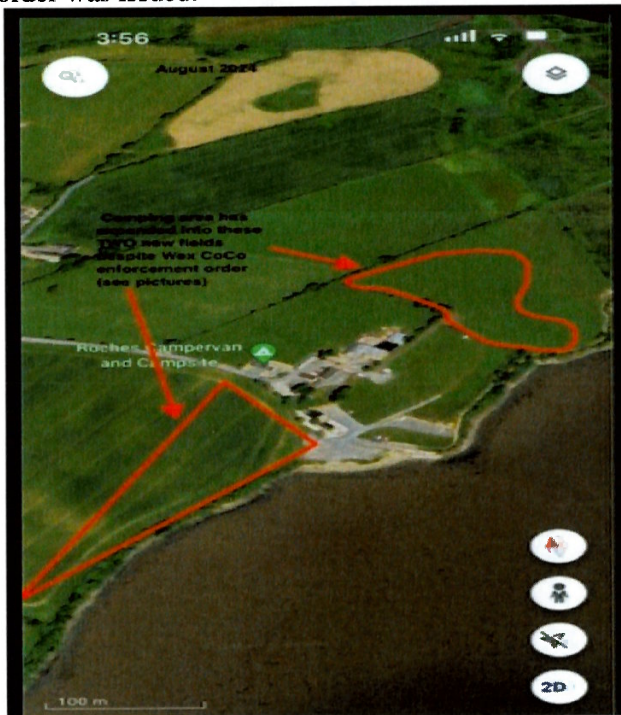 3:56
August 2024
Camping area has
expanded into these
TWO new fields
despite Wex CoCo
enforcement order
(see pictures)
Roches Campervan
and Campsite
100 m
2D